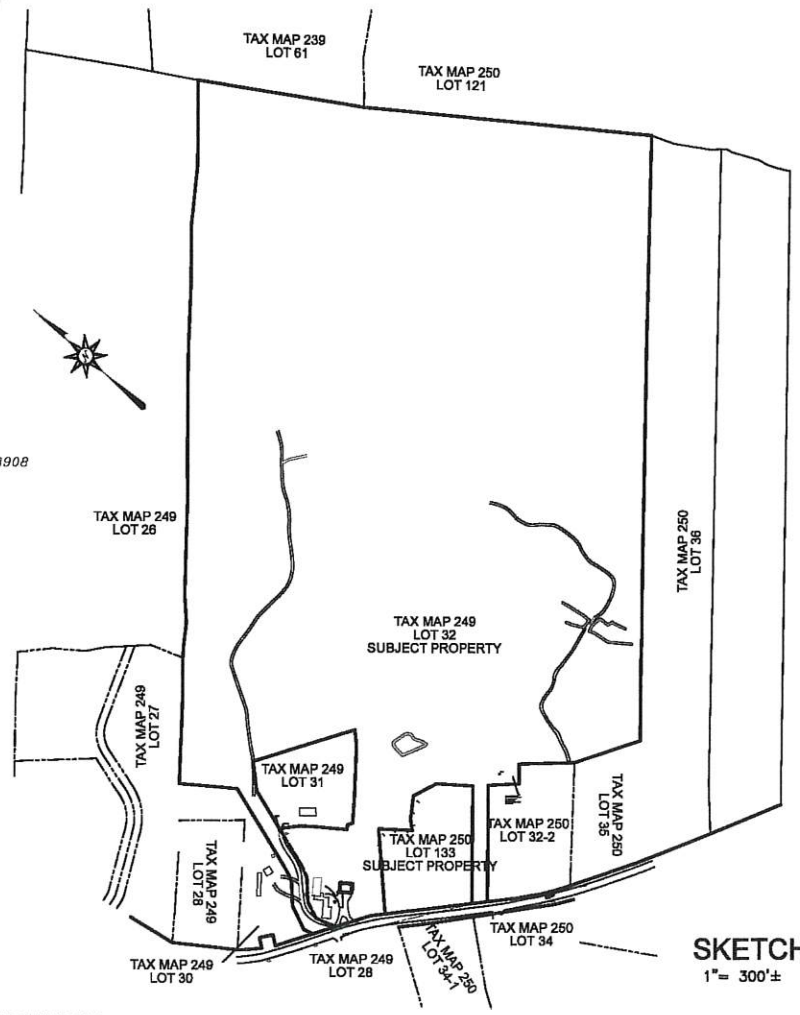 TAX MAP 239
LOT 61
TAX MAP 250
LOT 121
TAX MAP 249
LOT 26
TAX MAP 250
LOT 36
TAX MAP 249
LOT 32
SUBJECT PROPERTY
TAX MAP 249
LOT 27
TAX MAP 249
LOT 31
TAX MAP 250
LOT 133
SUBJECT PROPERTY
TAX MAP 250
LOT 32-2
TAX MAP 250
LOT 35
TAX MAP 249
LOT 28
TAX MAP 249
LOT 30
TAX MAP 249
LOT 28
TAX MAP 250
LOT 34-1
TAX MAP 250
LOT 34
SKETCH
1"= 300'±